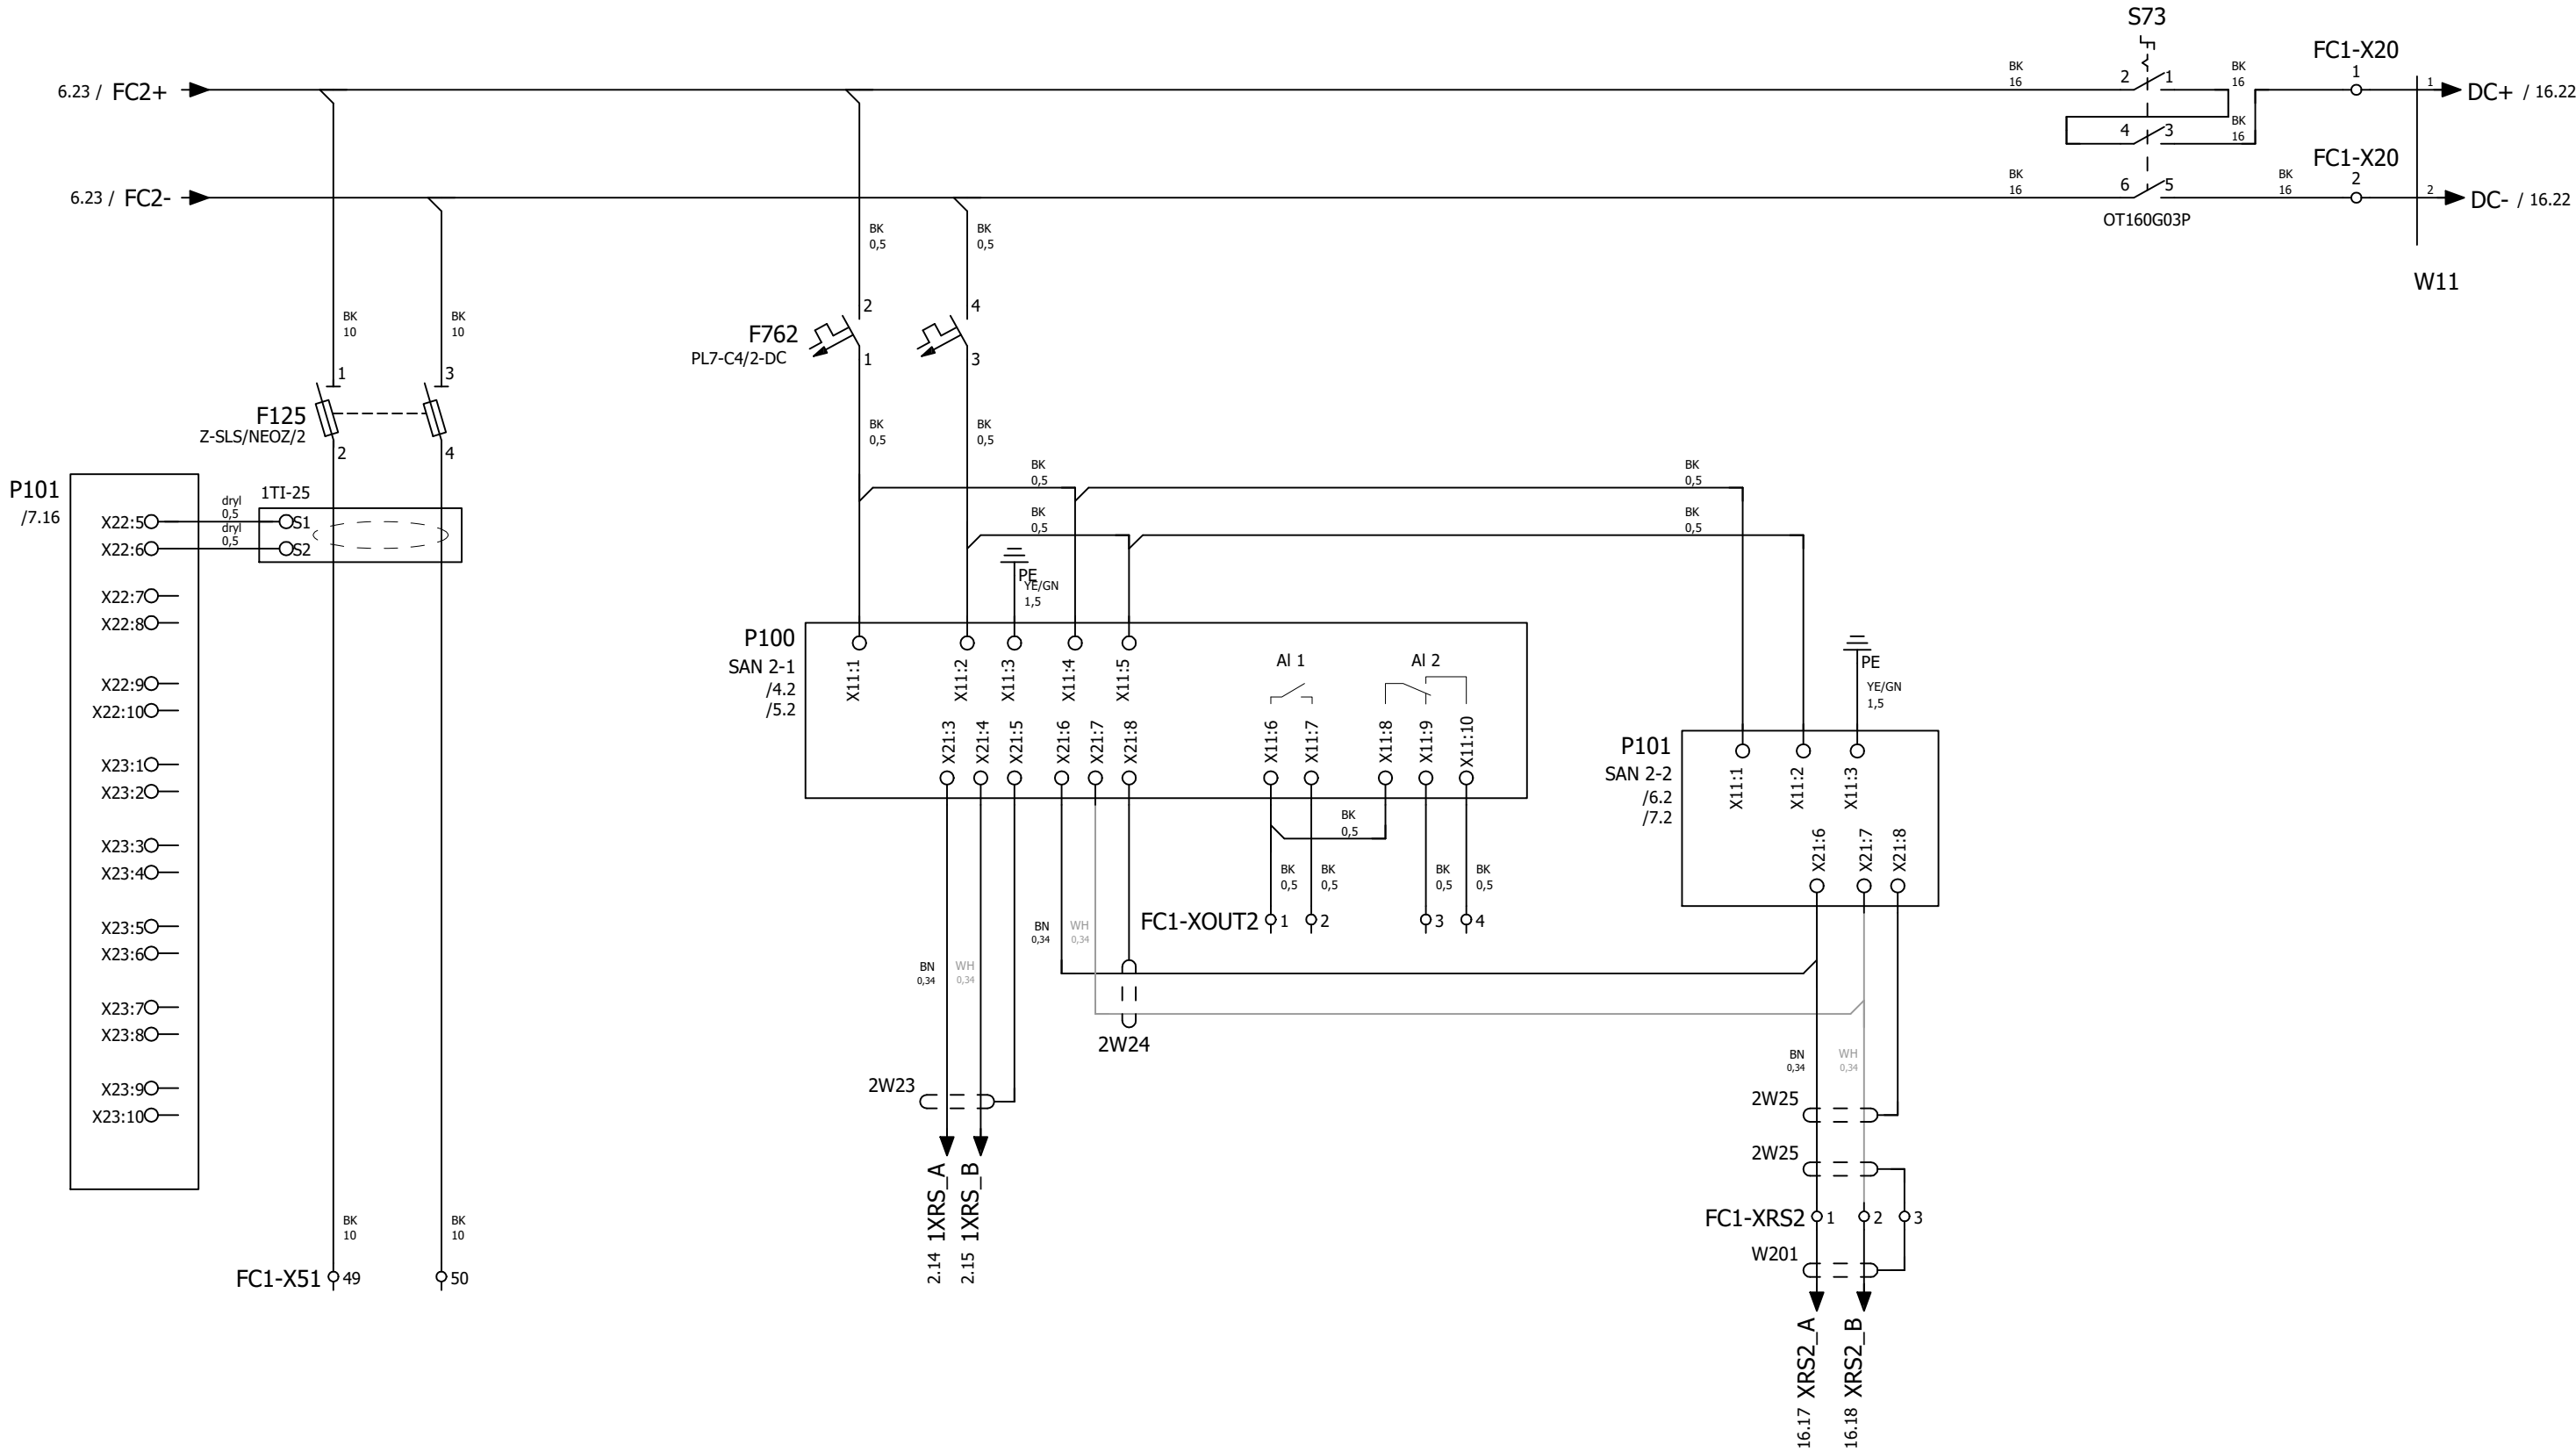 S73
FC1-X20
1
6.23 / FC2+
BK
16
2
1
BK
16
1
DC+ / 16.22
4
3
BK
16
FC1-X20
2
6.23 / FC2-
BK
16
6
5
BK
16
2
DC- / 16.22
OT160G03P
W11
BK
0,5
BK
0,5
BK
10
BK
10
F762
PL7-C4/2-DC
2
1
4
3
F125
Z-SLS/NEOZ/2
1
2
3
4
BK
0,5
BK
0,5
BK
0,5
BK
0,5
BK
0,5
BK
0,5
P101
/7.16
1TI-25
dryl
0,5
dryl
0,5
S1
S2
X22:5
X22:6
X22:7
X22:8
X22:9
X22:10
X23:1
X23:2
X23:3
X23:4
X23:5
X23:6
X23:7
X23:8
X23:9
X23:10
BK
10
BK
10
FC1-X51
49
50
PE
YE/GN
1,5
P100
SAN 2-1
/4.2
/5.2
X11:1
X11:2
X11:3
X11:4
X11:5
Al 1
Al 2
X21:3
X21:4
X21:5
X21:6
X21:7
X21:8
X11:6
X11:7
X11:8
X11:9
X11:10
BK
0,5
BK
0,5
BK
0,5
BK
0,5
BK
0,5
FC1-XOUT2
1
2
3
4
BN
0,34
WH
0,34
BN
0,34
WH
0,34
2W24
2W23
2.14 1XRS_A
2.15 1XRS_B
PE
YE/GN
1,5
P101
SAN 2-2
/6.2
/7.2
X11:1
X11:2
X11:3
X21:6
X21:7
X21:8
BN
0,34
WH
0,34
2W25
2W25
FC1-XRS2
1
2
3
W201
16.17 XRS2_A
16.18 XRS2_B